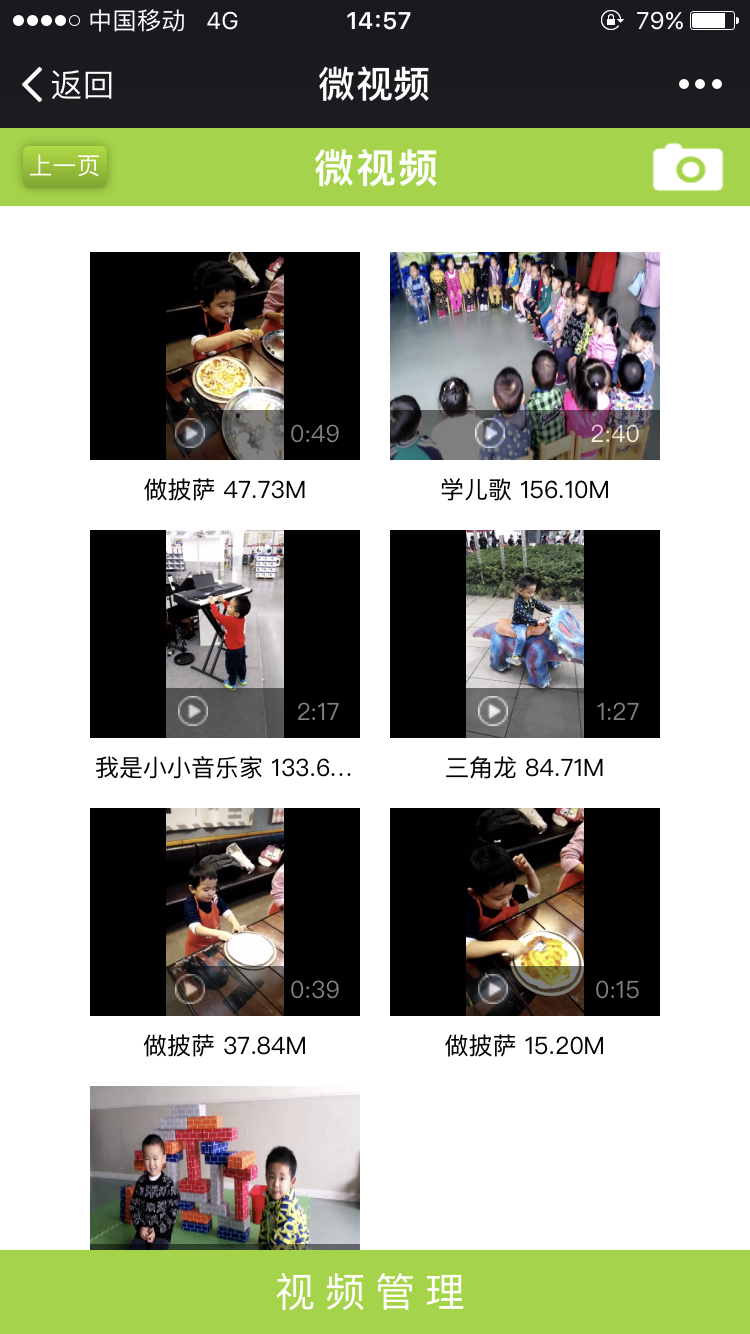 中国移动 4G 14:57 79%
返回 微视频
上一页 微视频
0:49 2:40
做披萨 47.73M 学儿歌 156.10M
2:17 1:27
我是小小音乐家 133.6... 三角龙 84.71M
0:39 0:15
做披萨 37.84M 做披萨 15.20M
视频管理